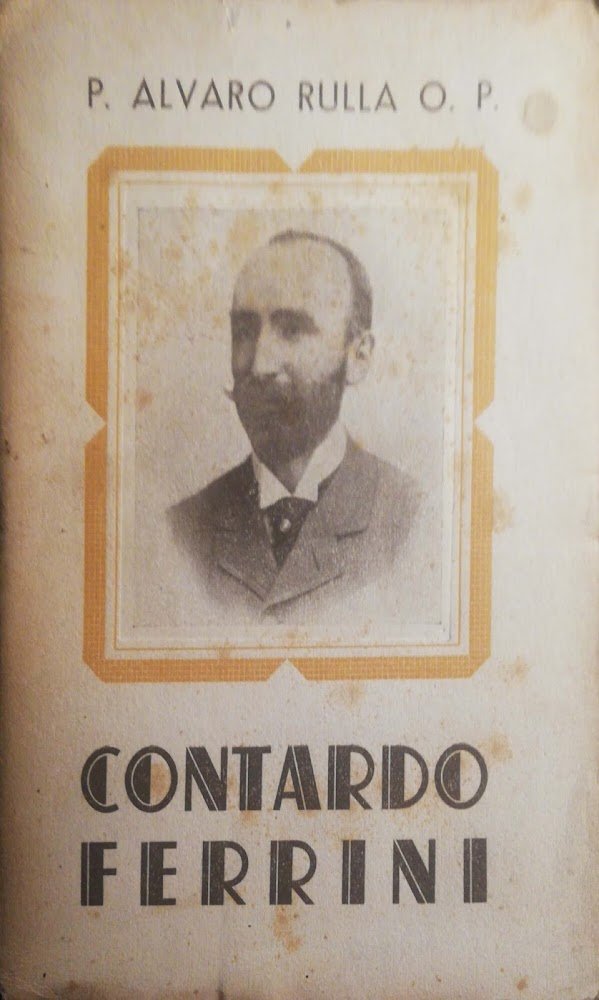 P. ALVARO RULLA O. P.
CONTARDO
FERRINI